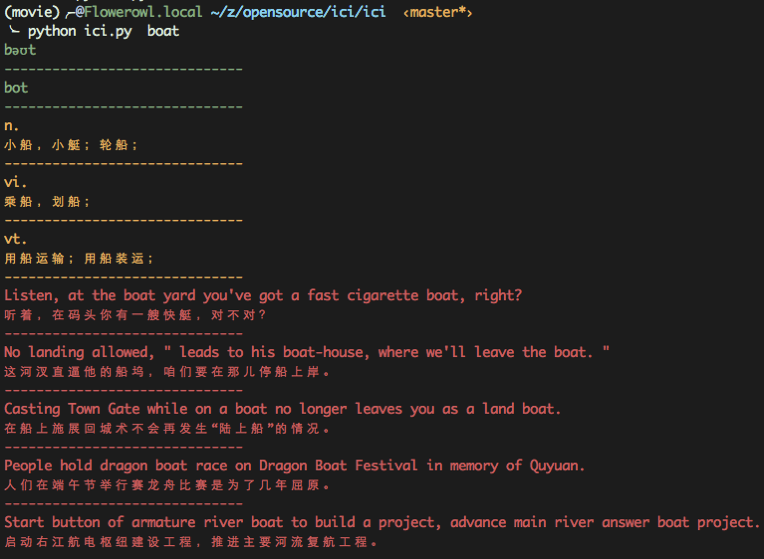 (movie) ╭─@Flowerowl.local ~/z/opensource/ici/ici ‹master*›
╰─ python ici.py boat
bəʊt
-----------------------------
bot
-----------------------------
n.
小船，小艇；轮船；
-----------------------------
vi.
乘船，划船；
-----------------------------
vt.
用船运输；用船装运；
-----------------------------
Listen, at the boat yard you've got a fast cigarette boat, right?
听着，在码头你有一艘快艇，对不对？
-----------------------------
No landing allowed, " leads to his boat-house, where we'll leave the boat. "
这河汊直逼他的船坞，咱们要在那儿停船上岸。
-----------------------------
Casting Town Gate while on a boat no longer leaves you as a land boat.
在船上施展回城术不会再发生“陆上船”的情况。
-----------------------------
People hold dragon boat race on Dragon Boat Festival in memory of Quyuan.
人们在端午节举行赛龙舟比赛是为了几年屈原。
-----------------------------
Start button of armature river boat to build a project, advance main river answer boat project.
启动右江航电枢纽建设工程，推进主要河流复航工程。